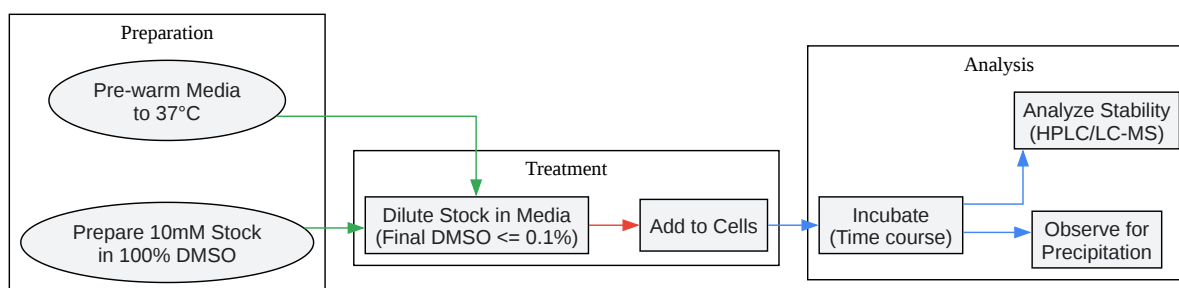 Preparation
Pre-warm Media
to 37°C
Prepare 10mM Stock
in 100% DMSO
Treatment
Dilute Stock in Media
(Final DMSO <= 0.1%)
Add to Cells
Analysis
Incubate
(Time course)
Analyze Stability
(HPLC/LC-MS)
Observe for
Precipitation